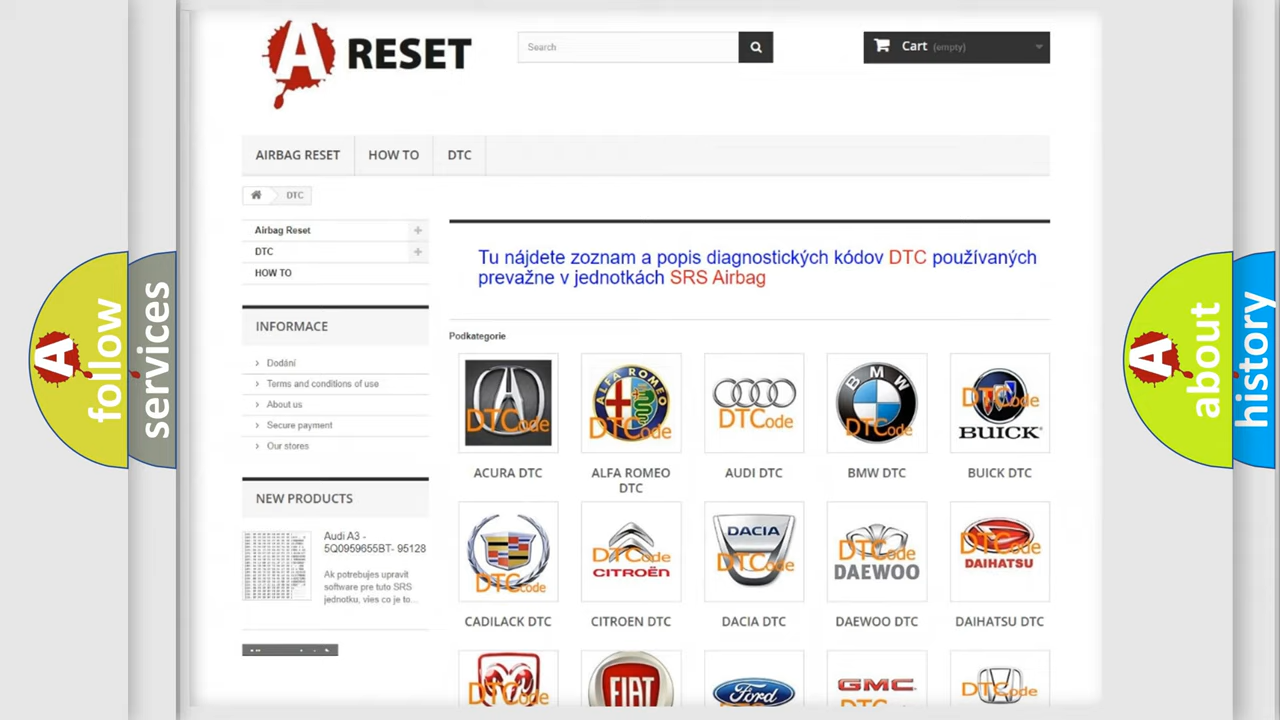 A RESET
Search
Cart (empty)
AIRBAG RESET
HOW TO
DTC
DTC
Airbag Reset
DTC
HOW TO
Tu nájdete zoznam a popis diagnostických kódov DTC používaných
prevažne v jednotkách SRS Airbag
INFORMACE
Dodání
Terms and conditions of use
About us
Secure payment
Our stores
NEW PRODUCTS
Audi A3 -
5Q0959655BT- 95128
Ak potrebujes upravit
software pre tuto SRS
jednotku, vies co je to...
Podkategorie
DTCode
ALFA ROMEO
DTCode
DTCode
BMW
DTCode
DTCode
BUICK
ACURA DTC
ALFA ROMEO
DTC
AUDI DTC
BMW DTC
BUICK DTC
DTCode
DTCode
CITROËN
DACIA
DTCode
DTCode
DAEWOO
DTCode
DAIHATSU
CADILACK DTC
CITROEN DTC
DACIA DTC
DAEWOO DTC
DAIHATSU DTC
DTCode
FIAT
Ford
GMC
DTCode
A follow
services
A about
history